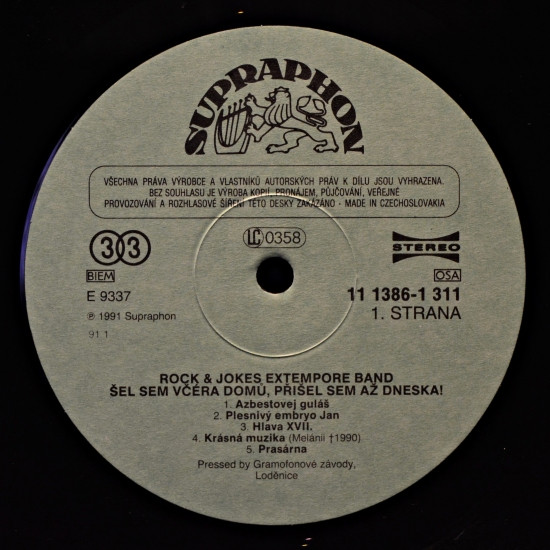 SUPRAPHON
VŠECHNA PRÁVA VÝROBCE A VLASTNÍKŮ AUTORSKÝCH PRÁV K DÍLU JSOU VYHRAZENA.
BEZ SOUHLASU JE VÝROBA KOPIÍ, PRONÁJEM, PŮJČOVÁNÍ, VEŘEJNÉ
PROVOZOVÁNÍ A ROZHLASOVÉ ŠÍŘENÍ TÉTO DESKY ZAKÁZÁNO - MADE IN CZECHOSLOVAKIA
33
LC 0358
STEREO
BIEM
OSA
E 9337
11 1386-1 311
℗ 1991 Supraphon
1. STRANA
91 1
ROCK & JOKES EXTEMPORE BAND
ŠEL SEM VČÉRA DOMŮ, PŘIŠEL SEM AŽ DNESKA!
1. Azbestovej guláš
2. Plesnivý embryo Jan
3. Hlava XVII.
4. Krásná muzika (Melánii †1990)
5. Prasárna
Pressed by Gramofonové závody,
Loděnice